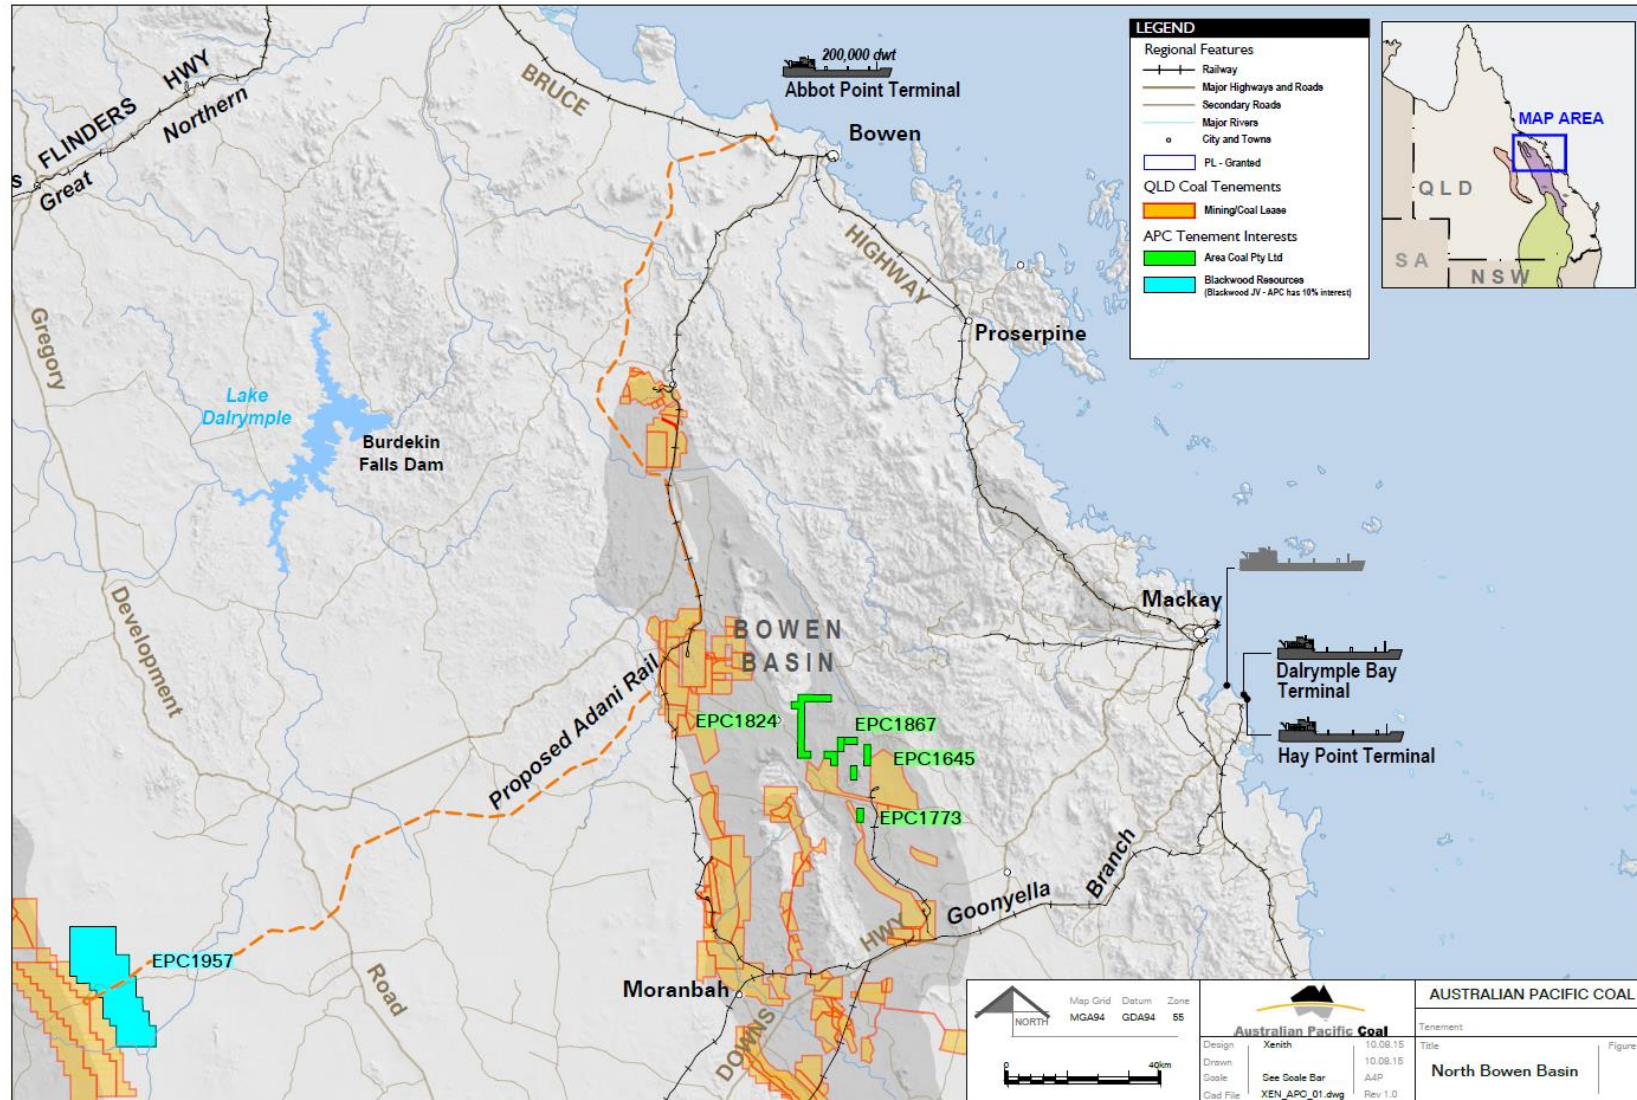 LEGEND
Regional Features
Railway
Major Highways and Roads
Secondary Roads
Major Rivers
City and Towns
PL - Granted
QLD Coal Tenements
Mining/Coal Lease
APC Tenement Interests
Area Coal Pty Ltd
Blackwood Resources
(Blackwood JV - APC has 10% interest)
MAP AREA
QLD
SA
NSW
200,000 dwt
Abbot Point Terminal
FLINDERS HWY
Great Northern
s
BRUCE
HIGHWAY
Bowen
Proserpine
Gregory
Development
Road
Lake
Dalrymple
Burdekin
Falls Dam
Mackay
Dalrymple Bay
Terminal
Hay Point Terminal
BOWEN
BASIN
Proposed Adani Rail
EPC1824
EPC1867
EPC1645
EPC1773
EPC1957
Goonyella Branch
HWY
DOWNS
Moranbah
NORTH
Map Grid Datum Zone
MGA94 GDA94 55
0 40km
Australian Pacific Coal
Design Xenith 10.08.15
Drawn 10.08.15
Scale See Scale Bar A4P
Cad File XEN_APC_01.dwg Rev 1.0
AUSTRALIAN PACIFIC COAL
Tenement
Title Figure
North Bowen Basin